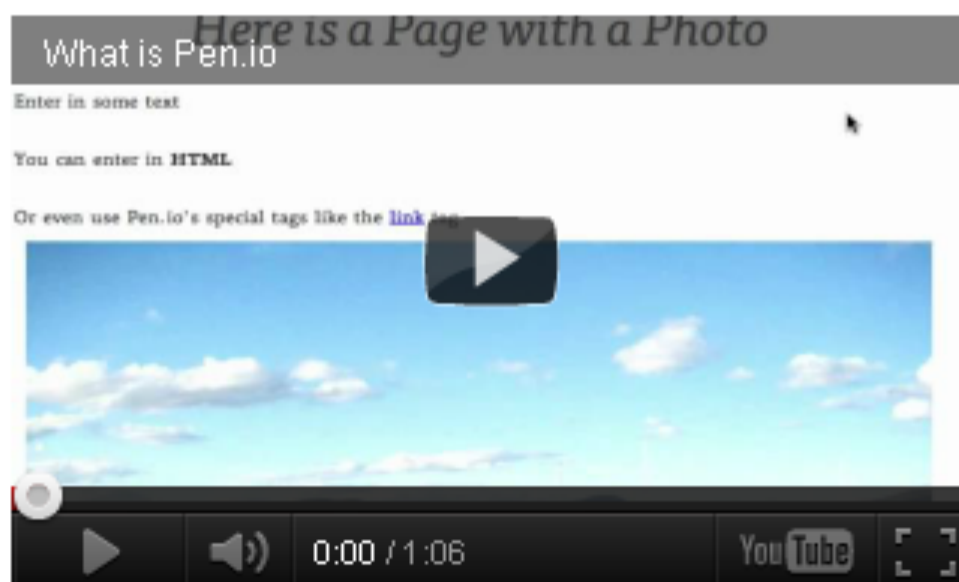 Here is a Page with a Photo
What is Pen.io
Enter in some text
You can enter in HTML
Or even use Pen.io's special tags like the link tag
0:00 / 1:06
YouTube